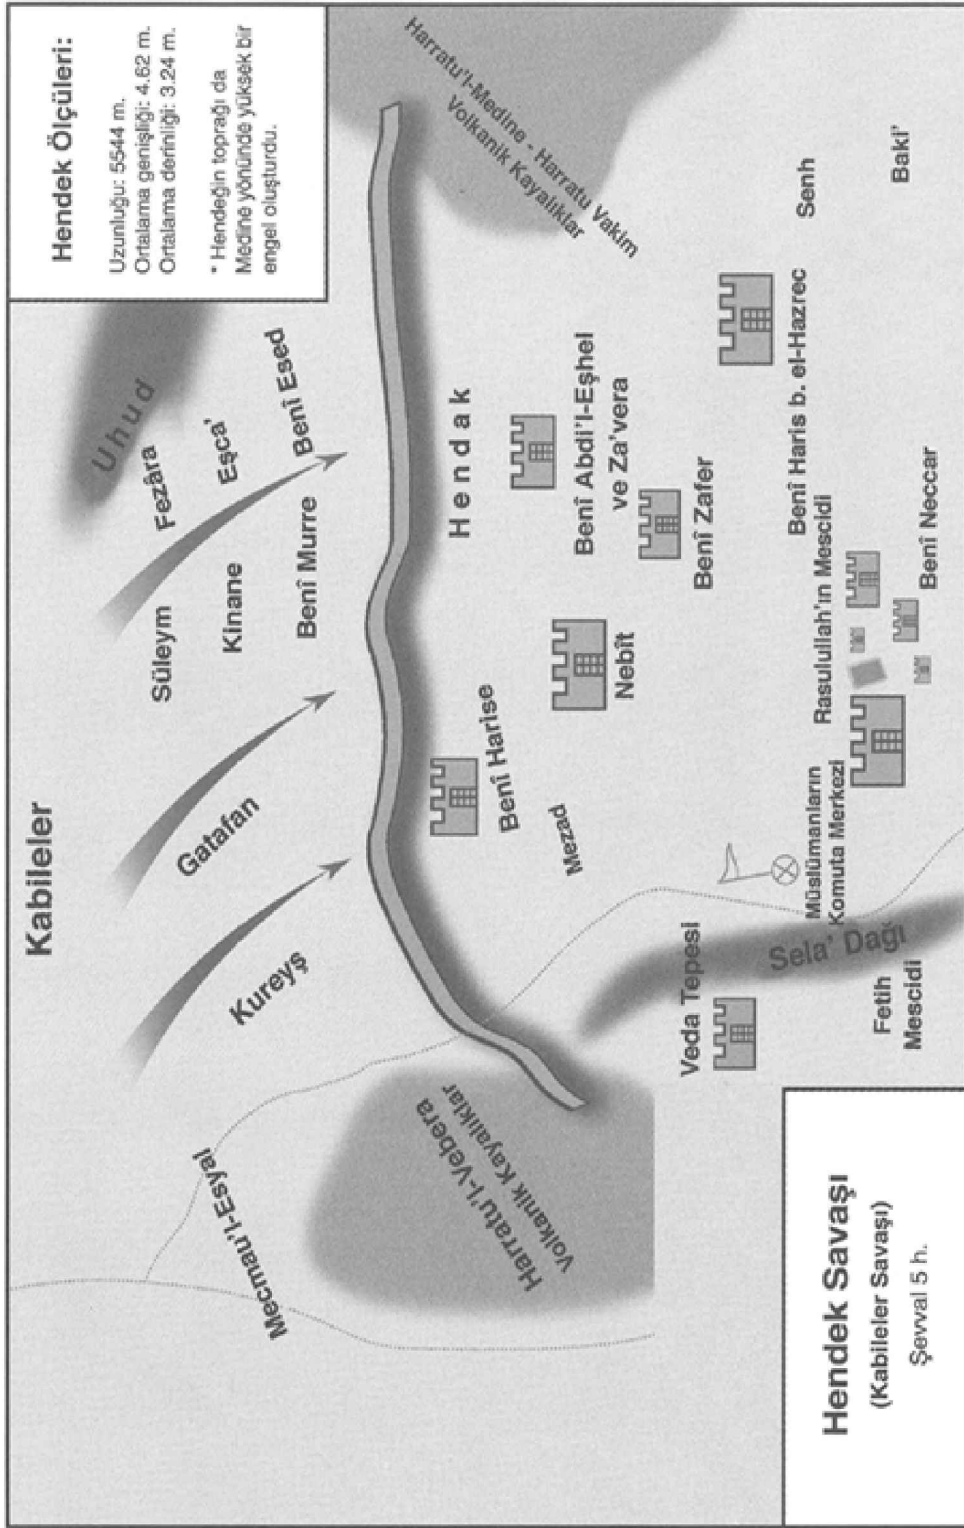 Kabileler
Hendek Ölçüleri:
Uzunluğu: 5544 m.
Ortalama genişliği: 4.62 m.
Ortalama derinliği: 3.24 m.
* Hendeğin toprağı da
Medine yönünde yüksek bir
engel oluşturdu.
Uhud
Kureyş
Gatafan
Süleym
Fezâra
Kinane
Eşca'
Benî Murre
Benî Esed
Mecmau'l-Esyal
Harratu'l-Vebera
Volkanik Kayalıklar
Harratu'l-Medine - Harratu Vakim
Volkanik Kayalıklar
Hendak
Benî Harise
Mezad
Nebît
Benî Abdi'l-Eşhel
ve Za'vera
Benî Zafer
Benî Haris b. el-Hazrec
Senh
Baki'
Veda Tepesi
Sela' Dağı
Fetih
Mescidi
Müslümanların
Komuta Merkezi
Rasulullah'ın Mescidi
Benî Neccar
Hendek Savaşı
(Kabileler Savaşı)
Şevval 5 h.